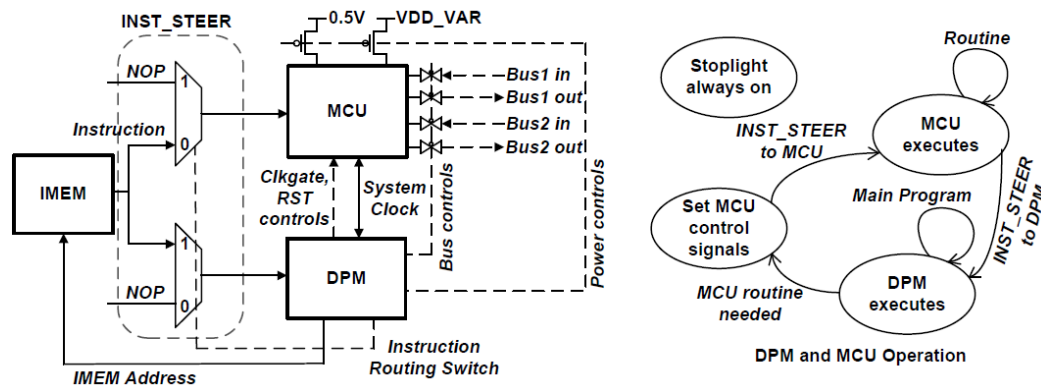 INST_STEER
0.5V
VDD_VAR
NOP
1
MCU
Bus1 in
Bus1 out
Bus2 in
Bus2 out
Instruction
0
IMEM
Clkgate,
RST
controls
System
Clock
Bus controls
Power controls
1
NOP
0
DPM
Instruction
Routing Switch
IMEM Address
Stoplight
always on
Routine
INST_STEER
to MCU
MCU
executes
Main Program
INST_STEER
to DPM
Set MCU
control
signals
DPM
executes
MCU routine
needed
DPM and MCU Operation